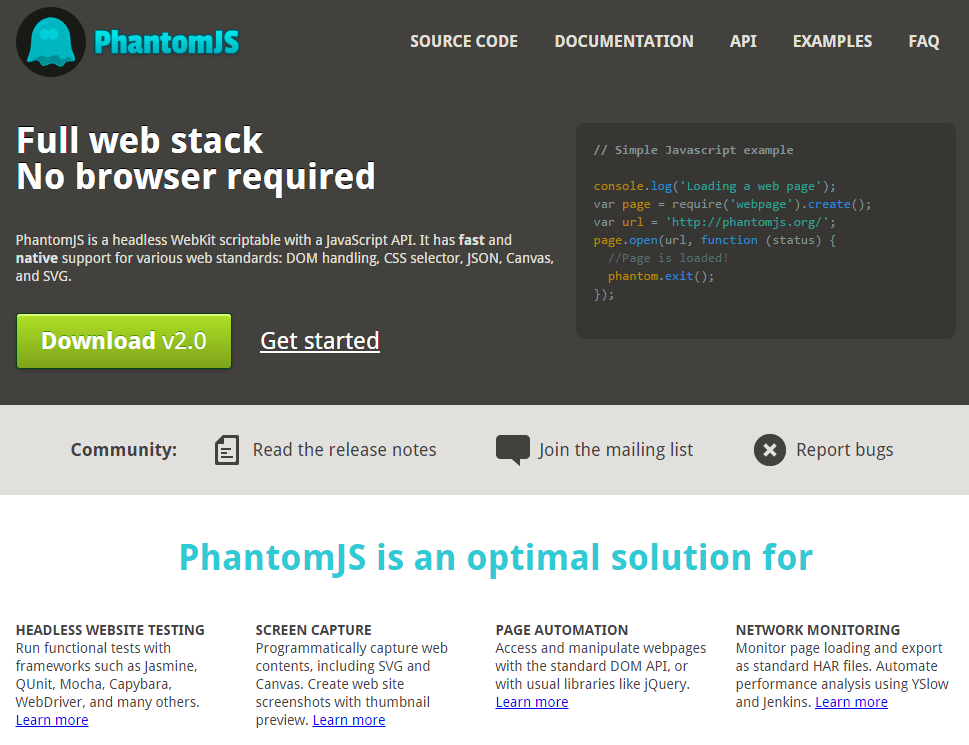 PhantomJS
SOURCE CODE DOCUMENTATION API EXAMPLES FAQ
Full web stack
No browser required
PhantomJS is a headless WebKit scriptable with a JavaScript API. It has fast and
native support for various web standards: DOM handling, CSS selector, JSON, Canvas,
and SVG.
Download v2.0
Get started
// Simple Javascript example
console.log('Loading a web page');
var page = require('webpage').create();
var url = 'http://phantomjs.org/';
page.open(url, function (status) {
//Page is loaded!
phantom.exit();
});
Community: Read the release notes Join the mailing list Report bugs
PhantomJS is an optimal solution for
HEADLESS WEBSITE TESTING
Run functional tests with
frameworks such as Jasmine,
QUnit, Mocha, Capybara,
WebDriver, and many others.
Learn more
SCREEN CAPTURE
Programmatically capture web
contents, including SVG and
Canvas. Create web site
screenshots with thumbnail
preview. Learn more
PAGE AUTOMATION
Access and manipulate webpages
with the standard DOM API, or
with usual libraries like jQuery.
Learn more
NETWORK MONITORING
Monitor page loading and export
as standard HAR files. Automate
performance analysis using YSlow
and Jenkins. Learn more